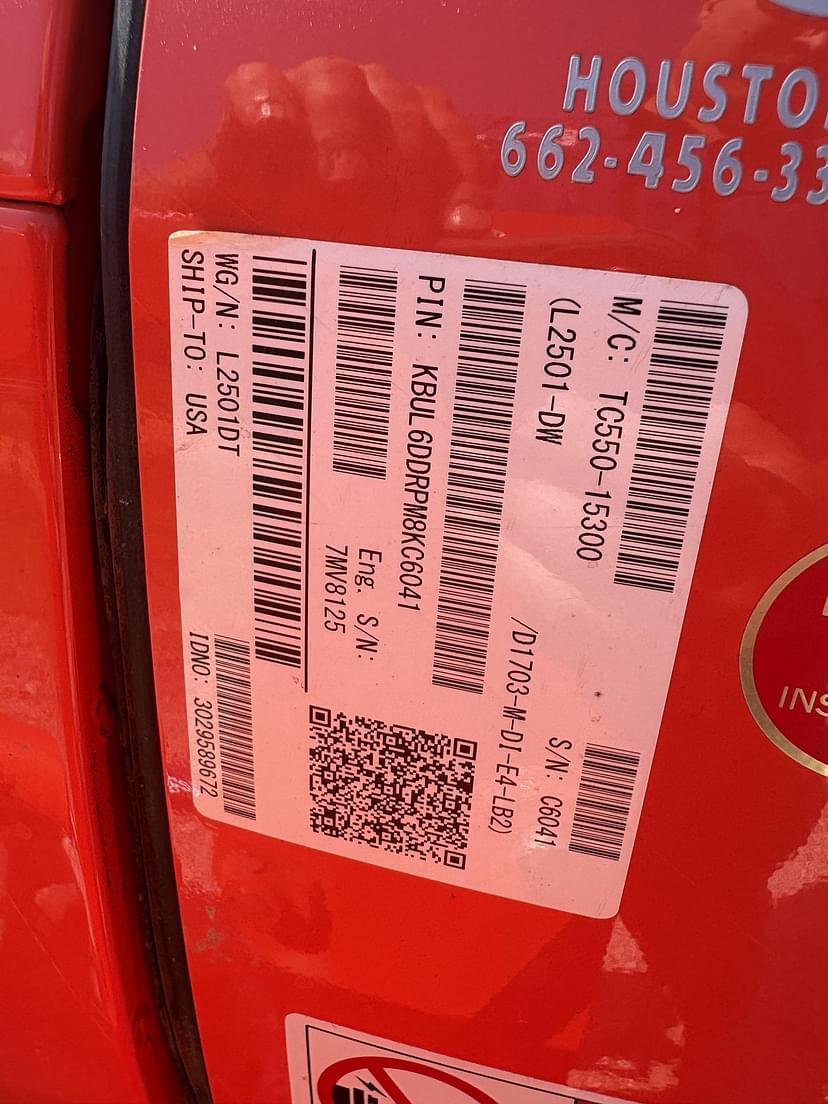 HOUSTO
662-456-33
M/C: TC550-15300
S/N: C6041
(L2501-DW
/D1703-M-DI-E4-LB2)
PIN: KBUL6DDRPM8KC6041
Eng. S/N:
7MV8125
WG/N: L2501DT
SHIP-TO: USA
IDNO: 3029589672
INS